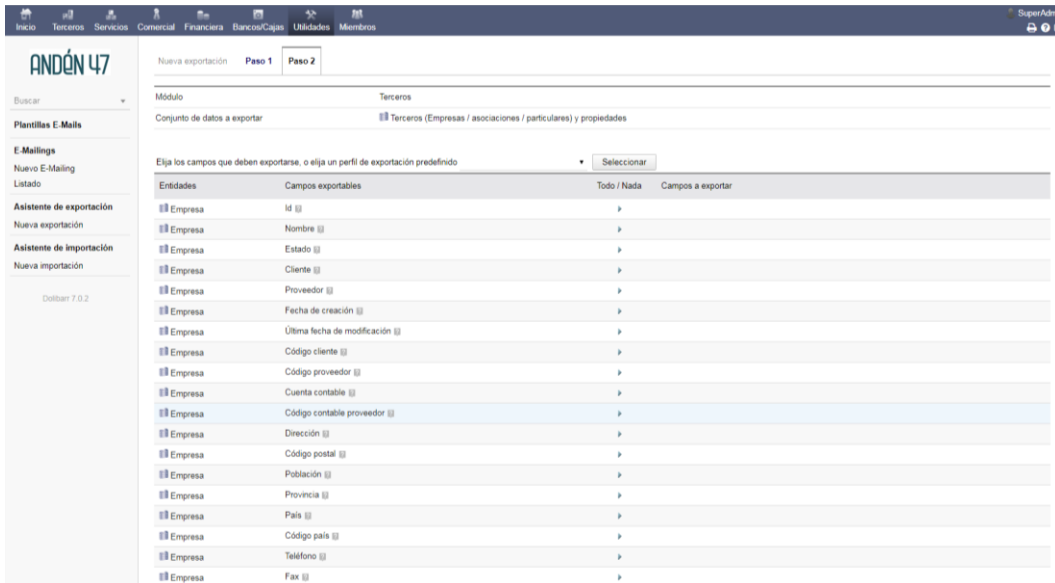 Inicio Terceros Servicios Comercial Financiera Bancos/Cajas Utilidades Miembros
SuperAdm
ANDÉN 47
Buscar
Plantillas E-Mails
E-Mailings
Nuevo E-Mailing
Listado
Asistente de exportación
Nueva exportación
Asistente de importación
Nueva importación
Dolibarr 7.0.2
Nueva exportación Paso 1 Paso 2
Módulo Terceros
Conjunto de datos a exportar Terceros (Empresas / asociaciones / particulares) y propiedades
Elija los campos que deben exportarse, o elija un perfil de exportación predefinido Seleccionar
Entidades Campos exportables Todo / Nada Campos a exportar
Empresa Id
Empresa Nombre
Empresa Estado
Empresa Cliente
Empresa Proveedor
Empresa Fecha de creación
Empresa Última fecha de modificación
Empresa Código cliente
Empresa Código proveedor
Empresa Cuenta contable
Empresa Código contable proveedor
Empresa Dirección
Empresa Código postal
Empresa Población
Empresa Provincia
Empresa País
Empresa Código país
Empresa Teléfono
Empresa Fax